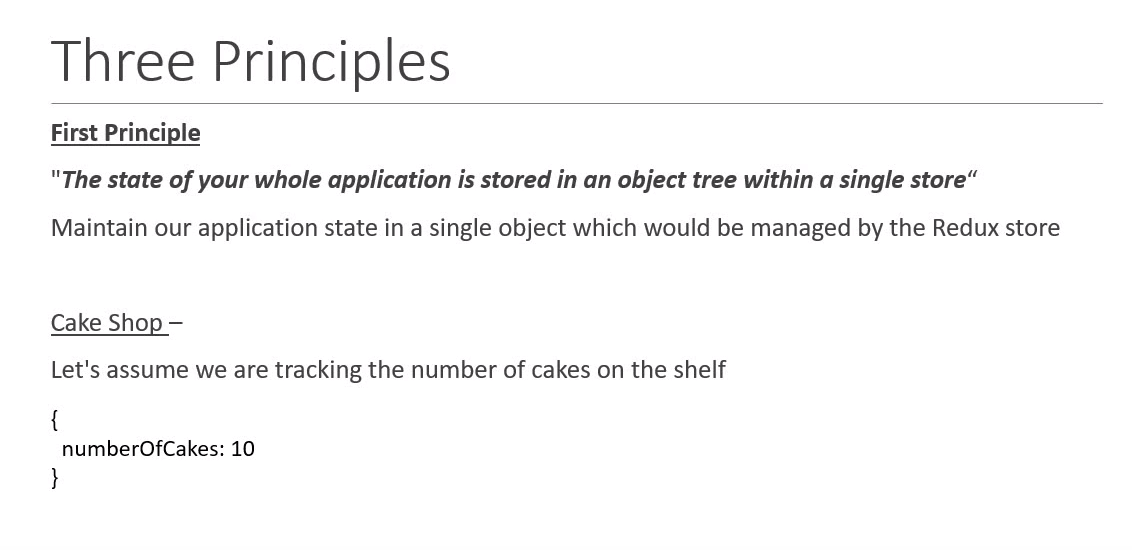 Three Principles
First Principle
"The state of your whole application is stored in an object tree within a single store“
Maintain our application state in a single object which would be managed by the Redux store
Cake Shop –
Let's assume we are tracking the number of cakes on the shelf
{
numberOfCakes: 10
}